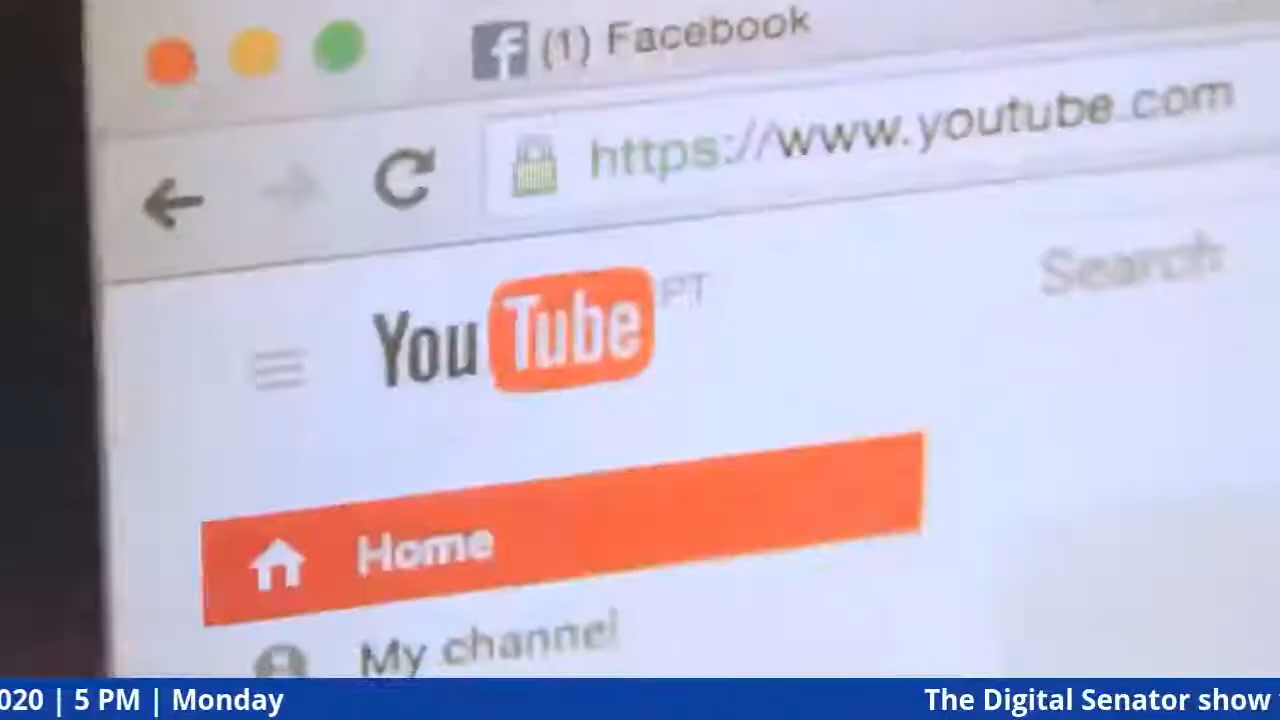 (1) Facebook
https://www.youtube.com
YouTube PT
Search
Home
My channel
020 | 5 PM | Monday
The Digital Senator show